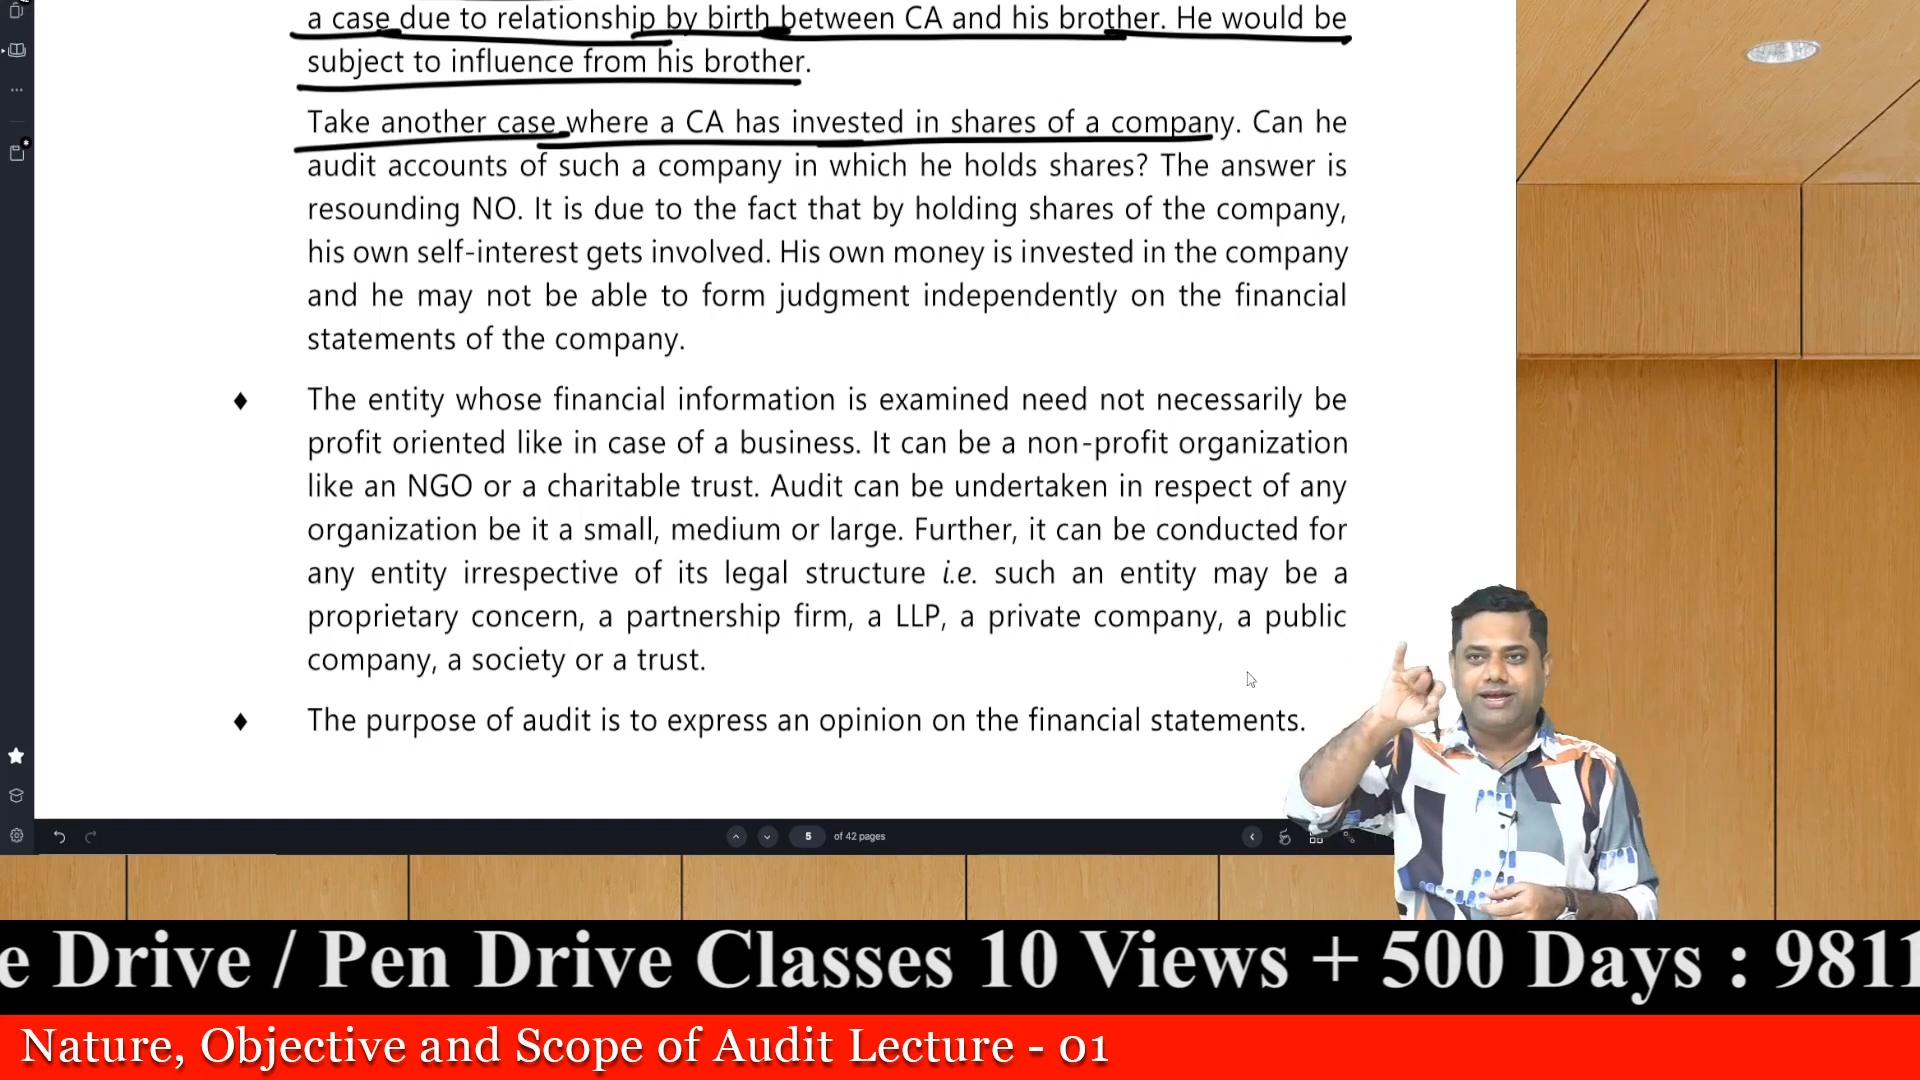 a case due to relationship by birth between CA and his brother. He would be
subject to influence from his brother.
Take another case where a CA has invested in shares of a company. Can he
audit accounts of such a company in which he holds shares? The answer is
resounding NO. It is due to the fact that by holding shares of the company,
his own self-interest gets involved. His own money is invested in the company
and he may not be able to form judgment independently on the financial
statements of the company.
♦ The entity whose financial information is examined need not necessarily be
profit oriented like in case of a business. It can be a non-profit organization
like an NGO or a charitable trust. Audit can be undertaken in respect of any
organization be it a small, medium or large. Further, it can be conducted for
any entity irrespective of its legal structure i.e. such an entity may be a
proprietary concern, a partnership firm, a LLP, a private company, a public
company, a society or a trust.
♦ The purpose of audit is to express an opinion on the financial statements.
5 of 42 pages
e Drive / Pen Drive Classes 10 Views + 500 Days : 9811
Nature, Objective and Scope of Audit Lecture - 01